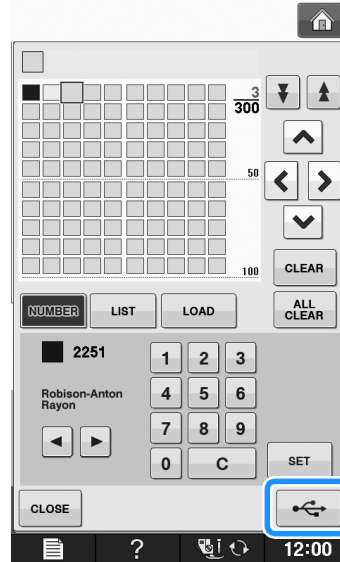 3
300
50
100
CLEAR
ALL
CLEAR
NUMBER
LIST
LOAD
2251
Robison-Anton
Rayon
1
2
3
4
5
6
7
8
9
0
C
SET
CLOSE
?
12:00